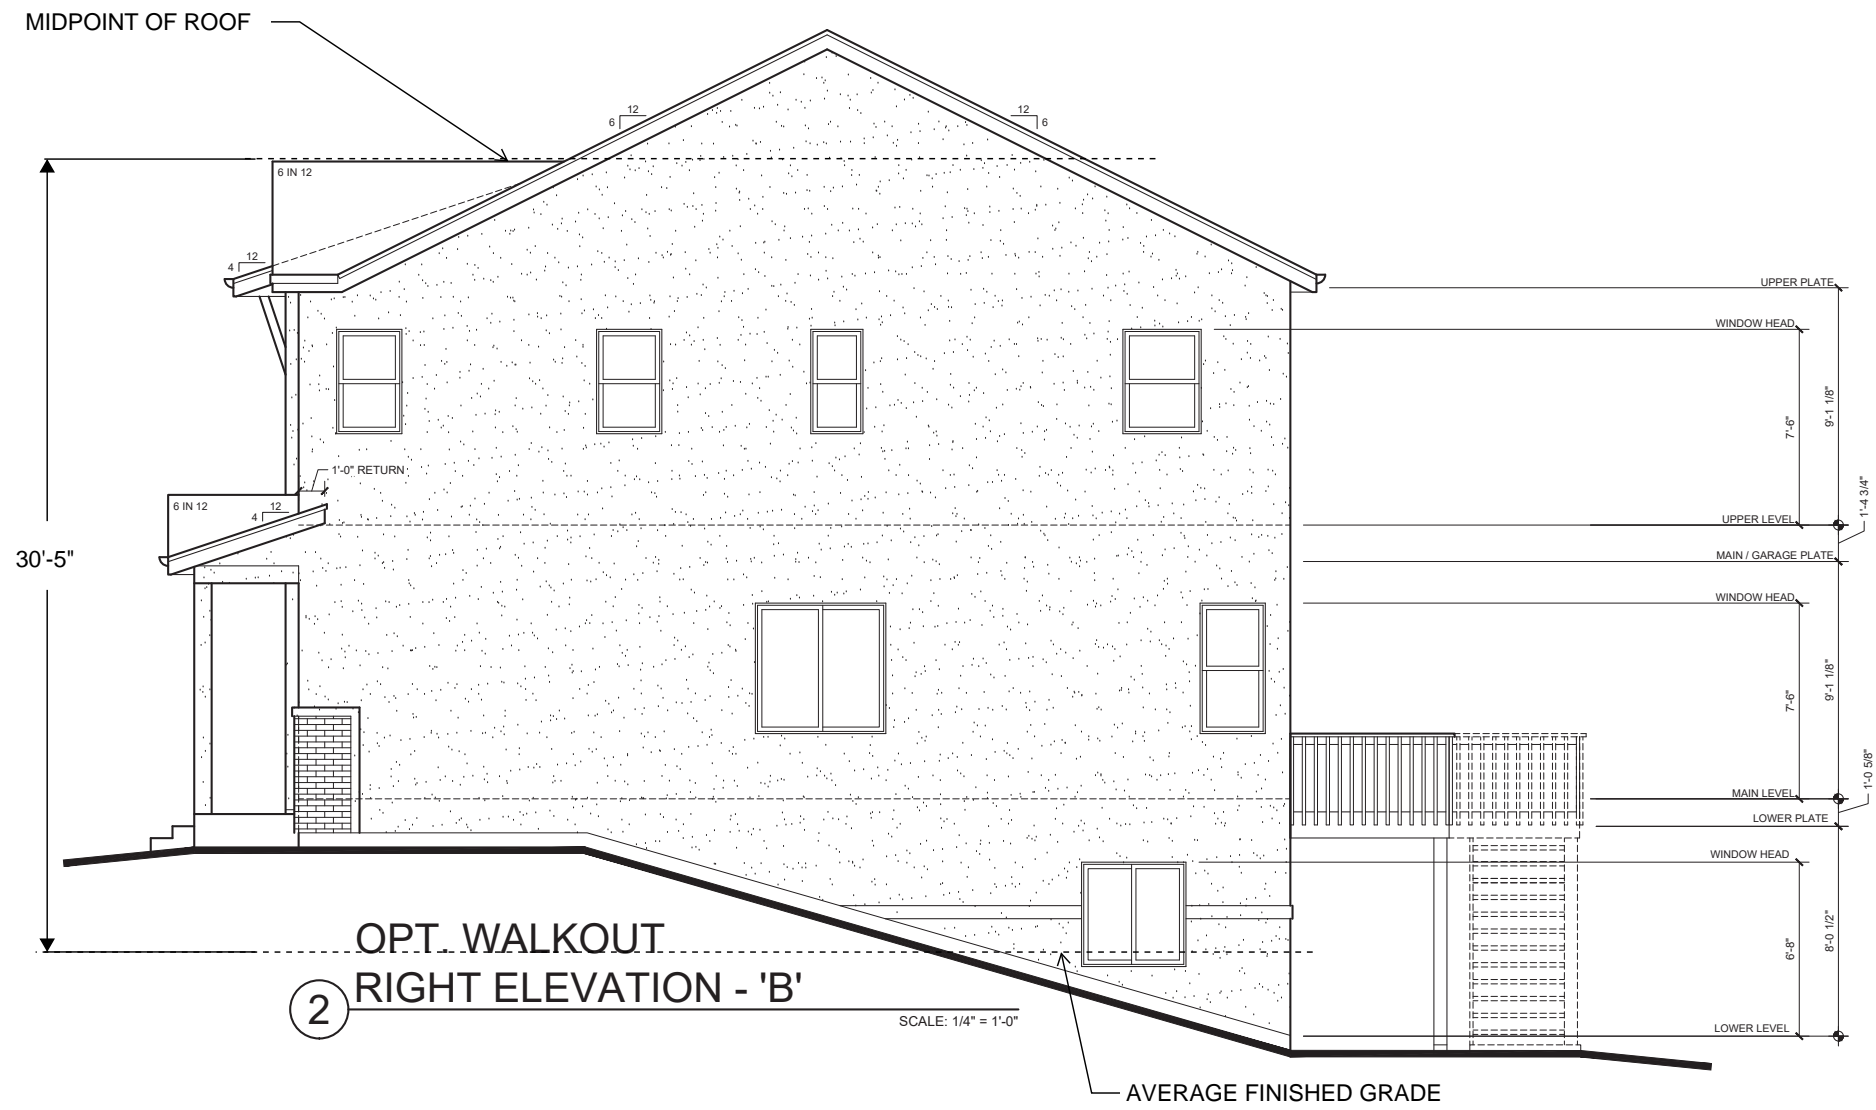 MIDPOINT OF ROOF
12
6
12
6
6 IN 12
12
4
UPPER PLATE
WINDOW HEAD
7'-6"
9'-1 1/8"
1'-0" RETURN
6 IN 12
12
4
1'-4 3/4"
UPPER LEVEL
MAIN / GARAGE PLATE
30'-5"
WINDOW HEAD
7'-6"
9'-1 1/8"
1'-0 5/8"
MAIN LEVEL
LOWER PLATE
WINDOW HEAD
6'-8"
8'-0 1/2"
OPT. WALKOUT
RIGHT ELEVATION - 'B'
2
SCALE: 1/4" = 1'-0"
LOWER LEVEL
AVERAGE FINISHED GRADE